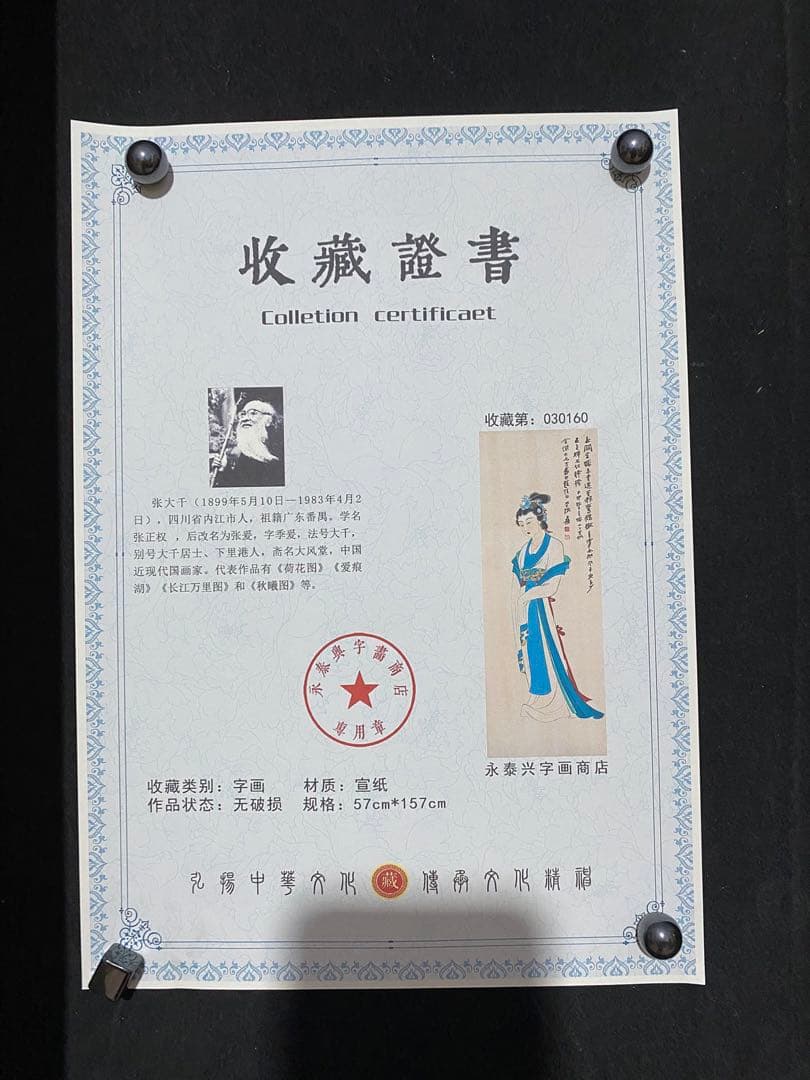 收藏證書
Colletion certificaet
收藏第：030160
张大千（1899年5月10日—1983年4月2
日），四川省内江市人，祖籍广东番禺。学名
张正权 ，后改名为张爰，字季爰，法号大千，
别号大千居士、下里港人，斋名大风堂，中国
近现代国画家。代表作品有《荷花图》《爱痕
湖》《长江万里图》和《秋曦图》等。
永泰興字畫商店
专用章
永泰兴字画商店
收藏类别：字画 材质：宣纸
作品状态：无破损 规格：57cm*157cm
弘揚中華文化 藏 傳承文化精神